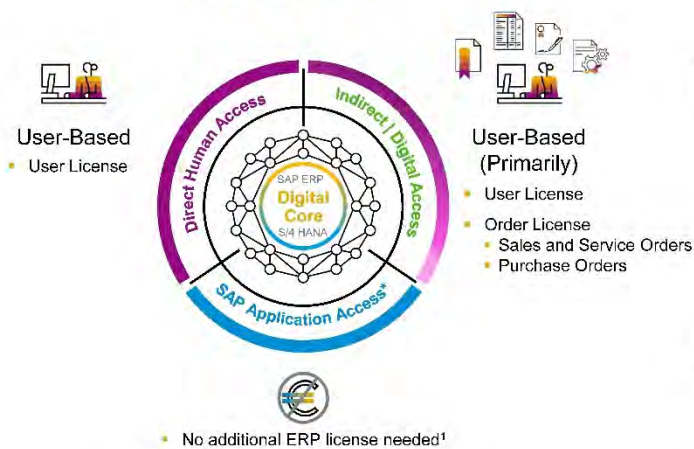 User-Based
User License
Direct Human Access
Indirect | Digital Access
SAP ERP
Digital
Core
S/4 HANA
SAP Application Access*
User-Based
(Primarily)
User License
Order License
Sales and Service Orders
Purchase Orders
No additional ERP license needed¹